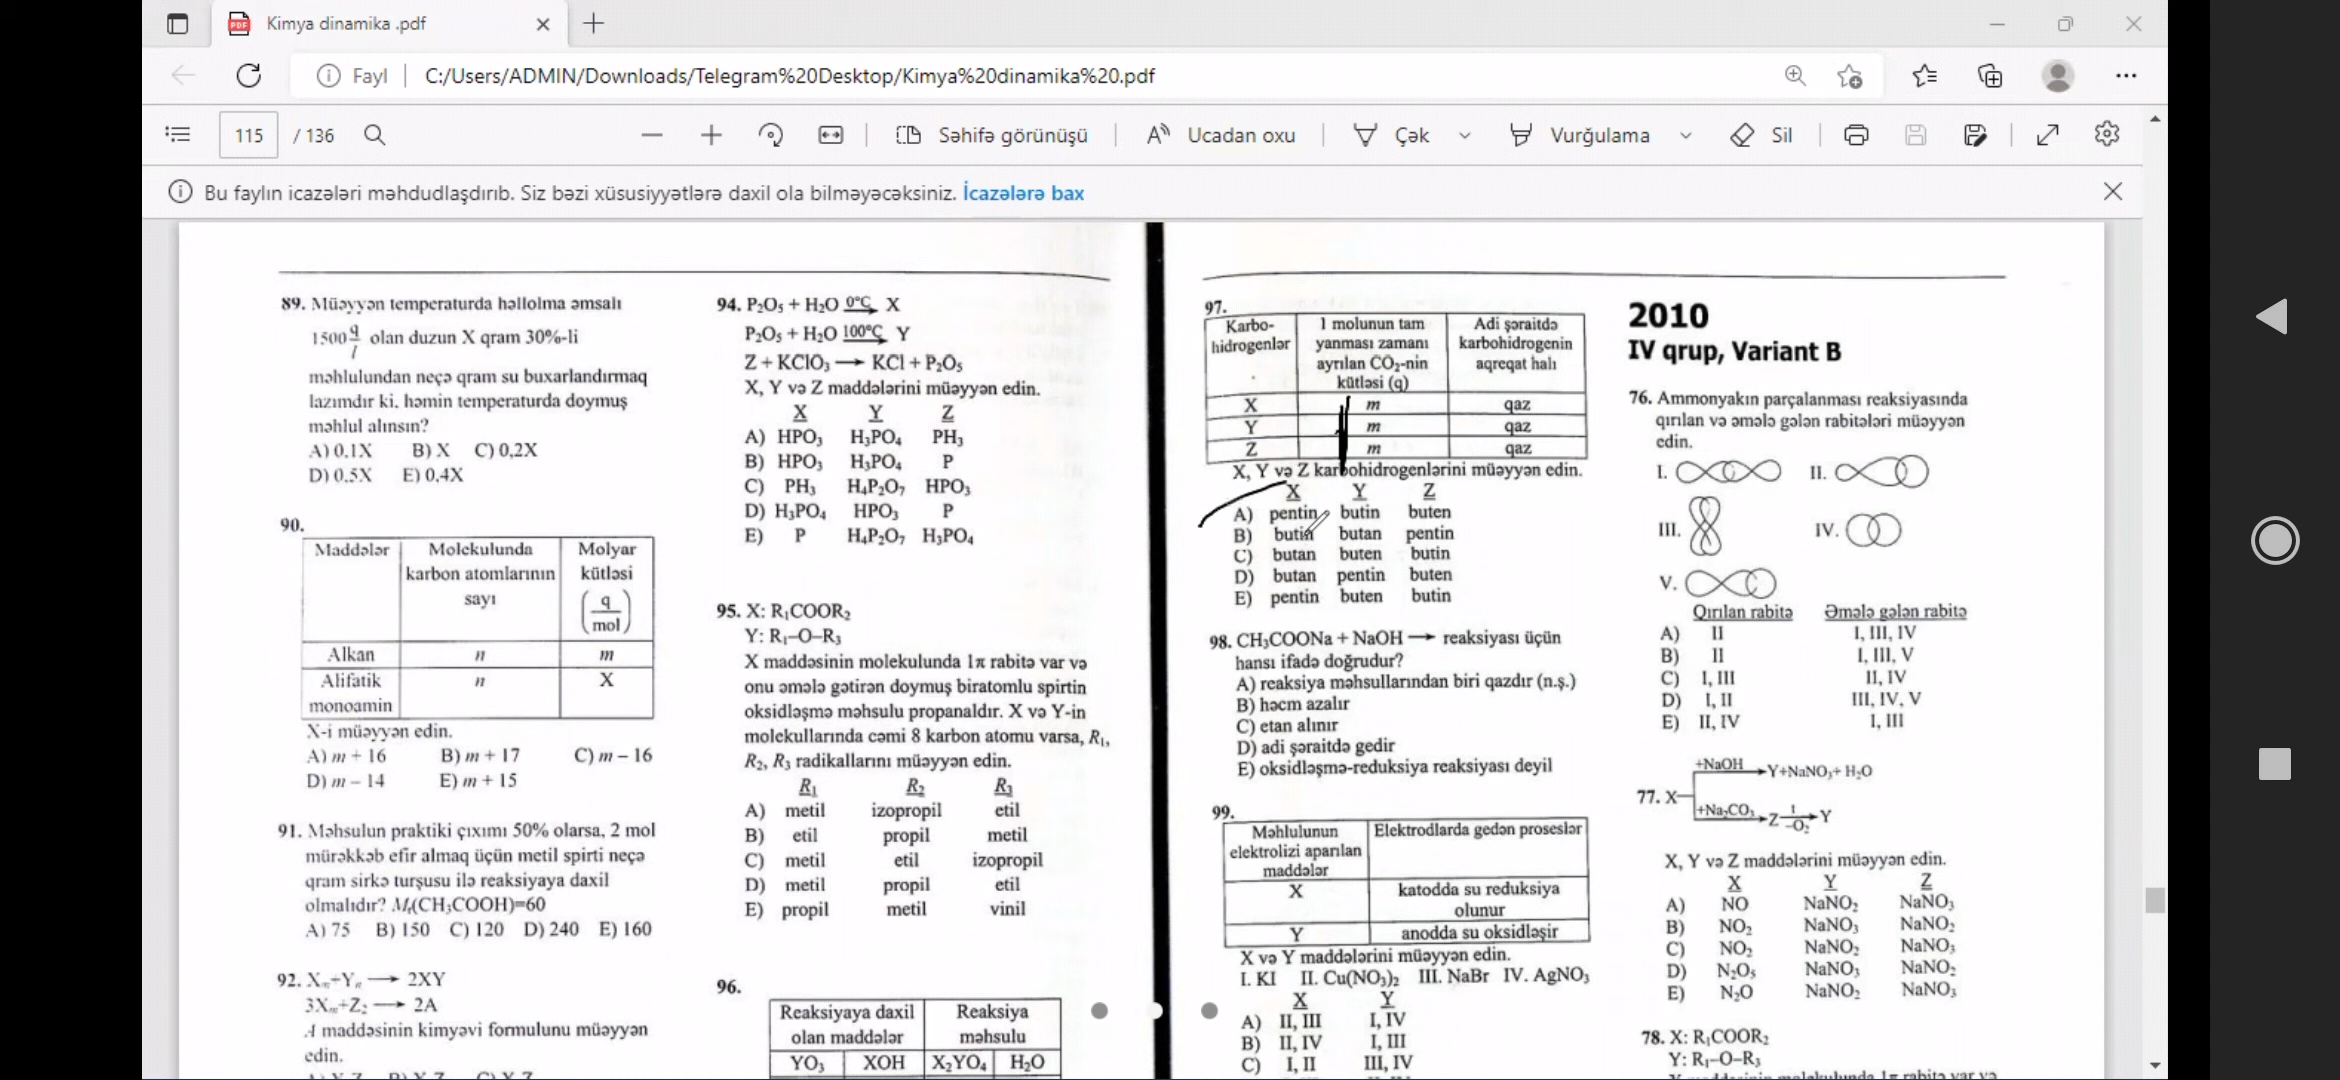 Kimya dinamika .pdf
Fayl
C:/Users/ADMIN/Downloads/Telegram%20Desktop/Kimya%20dinamika%20.pdf
115 / 136
Səhifə görünüşü
Ucadan oxu
Çək
Vurğulama
Sil
Bu faylın icazələri məhdudlaşdırıb. Siz bəzi xüsusiyyətlərə daxil ola bilməyəcəksiniz. İcazələrə bax
89. Müəyyən temperaturda həllolma əmsalı
1500 q/l olan duzun X qram 30%-li
məhlulundan neçə qram su buxarlandırmaq
lazımdır ki, həmin temperaturda doymuş
məhlul alınsın?
A) 0.1X B) X C) 0,2X
D) 0.5X E) 0,4X
90.
Maddələr Molekulunda karbon atomlarının sayı Molyar kütləsi (q/mol)
Alkan n m
Alifatik monoamin n X
X-i müəyyən edin.
A) m + 16 B) m + 17 C) m – 16
D) m – 14 E) m + 15
91. Məhsulun praktiki çıxımı 50% olarsa, 2 mol
mürəkkəb efir almaq üçün metil spirti neçə
qram sirkə turşusu ilə reaksiyaya daxil
olmalıdır? Mᵣ(CH₃COOH)=60
A) 75 B) 150 C) 120 D) 240 E) 160
92. Xₘ+Yₙ ⟶ 2XY
3Xₘ+Z₂ ⟶ 2A
A maddəsinin kimyəvi formulunu müəyyən
edin.
94. P₂O₅ + H₂O 0°C→ X
P₂O₅ + H₂O 100°C→ Y
Z + KClO₃ ⟶ KCl + P₂O₅
X, Y və Z maddələrini müəyyən edin.
X Y Z
A) HPO₃ H₃PO₄ PH₃
B) HPO₃ H₃PO₄ P
C) PH₃ H₄P₂O₇ HPO₃
D) H₃PO₄ HPO₃ P
E) P H₄P₂O₇ H₃PO₄
95. X: R₁COOR₂
Y: R₁–O–R₃
X maddəsinin molekulunda 1π rabitə var və
onu əmələ gətirən doymuş biratomlu spirtin
oksidləşmə məhsulu propanaldır. X və Y-in
molekullarında cəmi 8 karbon atomu varsa, R₁,
R₂, R₃ radikallarını müəyyən edin.
R₁ R₂ R₃
A) metil izopropil etil
B) etil propil metil
C) metil etil izopropil
D) metil propil etil
E) propil metil vinil
96.
Reaksiyaya daxil olan maddələr Reaksiya məhsulu
YO₃ XOH X₂YO₄ H₂O
97.
Karbo-hidrogenlər 1 molunun tam yanması zamanı ayrılan CO₂-nin kütləsi (q) Adi şəraitdə karbohidrogenin aqreqat halı
X m qaz
Y m qaz
Z m qaz
X, Y və Z karbohidrogenlərini müəyyən edin.
X Y Z
A) pentin butin buten
B) butin butan pentin
C) butan buten butin
D) butan pentin buten
E) pentin buten butin
98. CH₃COONa + NaOH ⟶ reaksiyası üçün
hansı ifadə doğrudur?
A) reaksiya məhsullarından biri qazdır (n.ş.)
B) həcm azalır
C) etan alınır
D) adi şəraitdə gedir
E) oksidləşmə-reduksiya reaksiyası deyil
99.
Məhlulunun elektrolizi aparılan maddələr Elektrodlarda gedən proseslər
X katodda su reduksiya olunur
Y anodda su oksidləşir
X və Y maddələrini müəyyən edin.
I. KI II. Cu(NO₃)₂ III. NaBr IV. AgNO₃
X Y
A) II, III I, IV
B) II, IV I, III
C) I, II III, IV
2010
IV qrup, Variant B
76. Ammonyakın parçalanması reaksiyasında
qırılan və əmələ gələn rabitələri müəyyən
edin.
I. II.
III. IV.
V.
Qırılan rabitə Əmələ gələn rabitə
A) II I, III, IV
B) II I, III, V
C) I, III II, IV
D) I, II III, IV, V
E) II, IV I, III
77. X
+NaOH →Y+NaNO₃+ H₂O
+Na₂CO₃ →Z t→ –O₂ Y
X, Y və Z maddələrini müəyyən edin.
X Y Z
A) NO NaNO₂ NaNO₃
B) NO₂ NaNO₃ NaNO₂
C) NO₂ NaNO₂ NaNO₃
D) N₂O₅ NaNO₃ NaNO₂
E) N₂O NaNO₂ NaNO₃
78. X: R₁COOR₂
Y: R₁–O–R₃